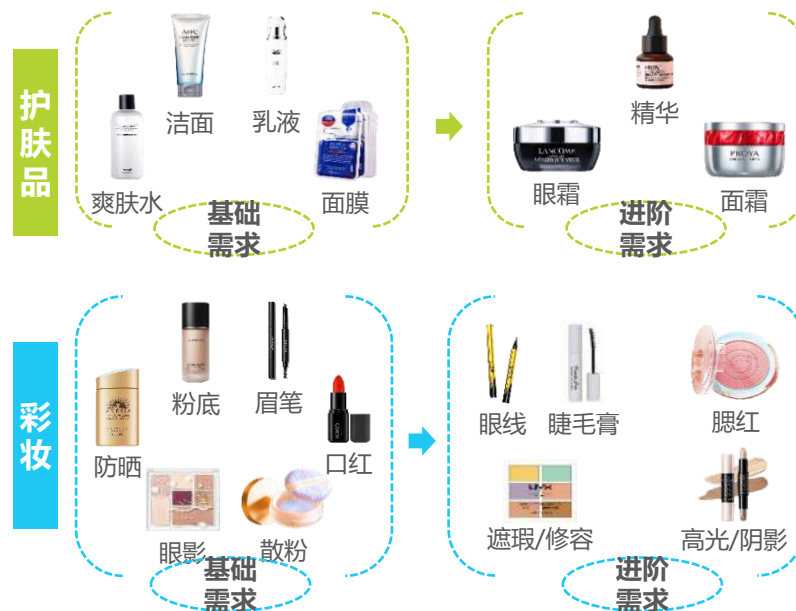 护肤品
洁面
乳液
爽肤水
面膜
基础
需求
精华
LANCOME
眼霜
PROYA
面霜
进阶
需求
彩妆
粉底
眉笔
防晒
口红
眼影
散粉
基础
需求
眼线
睫毛膏
腮红
遮瑕/修容
高光/阴影
进阶
需求